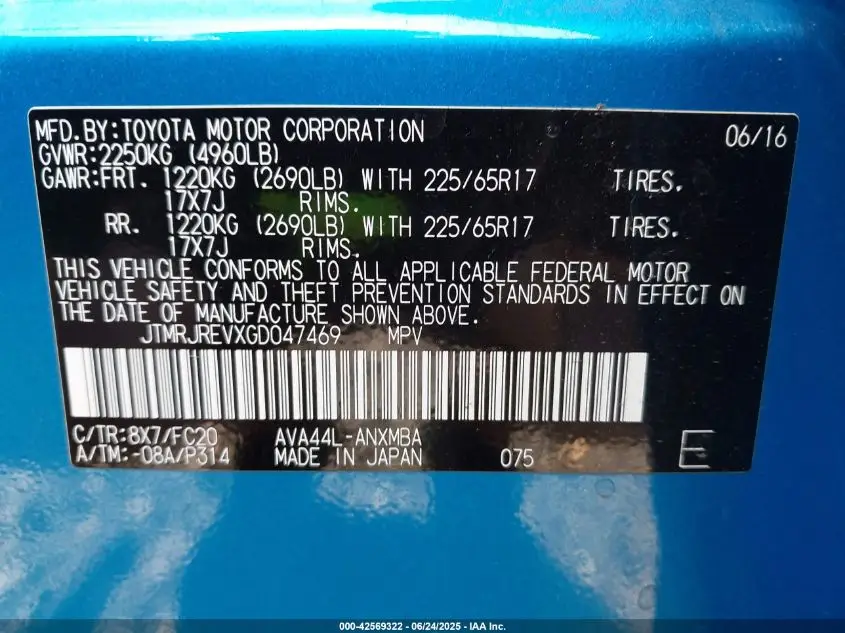 MFD.BY:TOYOTA MOTOR CORPORATION 06/16
GVWR:2250KG (4960LB)
GAWR:FRT. 1220KG (2690LB) WITH 225/65R17 TIRES.
17X7J RIMS.
RR. 1220KG (2690LB) WITH 225/65R17 TIRES.
17X7J RIMS.
THIS VEHICLE CONFORMS TO ALL APPLICABLE FEDERAL MOTOR
VEHICLE SAFETY AND THEFT PREVENTION STANDARDS IN EFFECT ON
THE DATE OF MANUFACTURE SHOWN ABOVE.
JTMRJREVXGD047469 MPV
C/TR:8X7/FC20 AVA44L-ANXMBA
A/TM:-08A/P314 MADE IN JAPAN 075 E
000-42569322 - 06/24/2025 - IAA Inc.